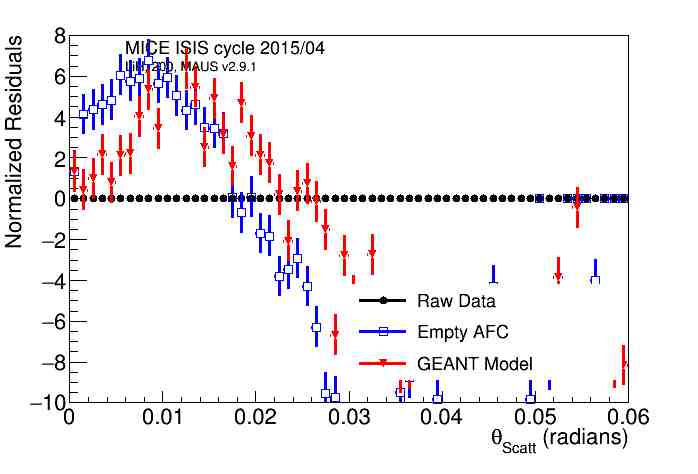 MICE ISIS cycle 2015/04
LiH, 200, MAUS v2.9.1
Normalized Residuals
8
6
4
2
0
−2
−4
−6
−8
−10
Raw Data
Empty AFC
GEANT Model
0 0.01 0.02 0.03 0.04 0.05 0.06
θScatt (radians)